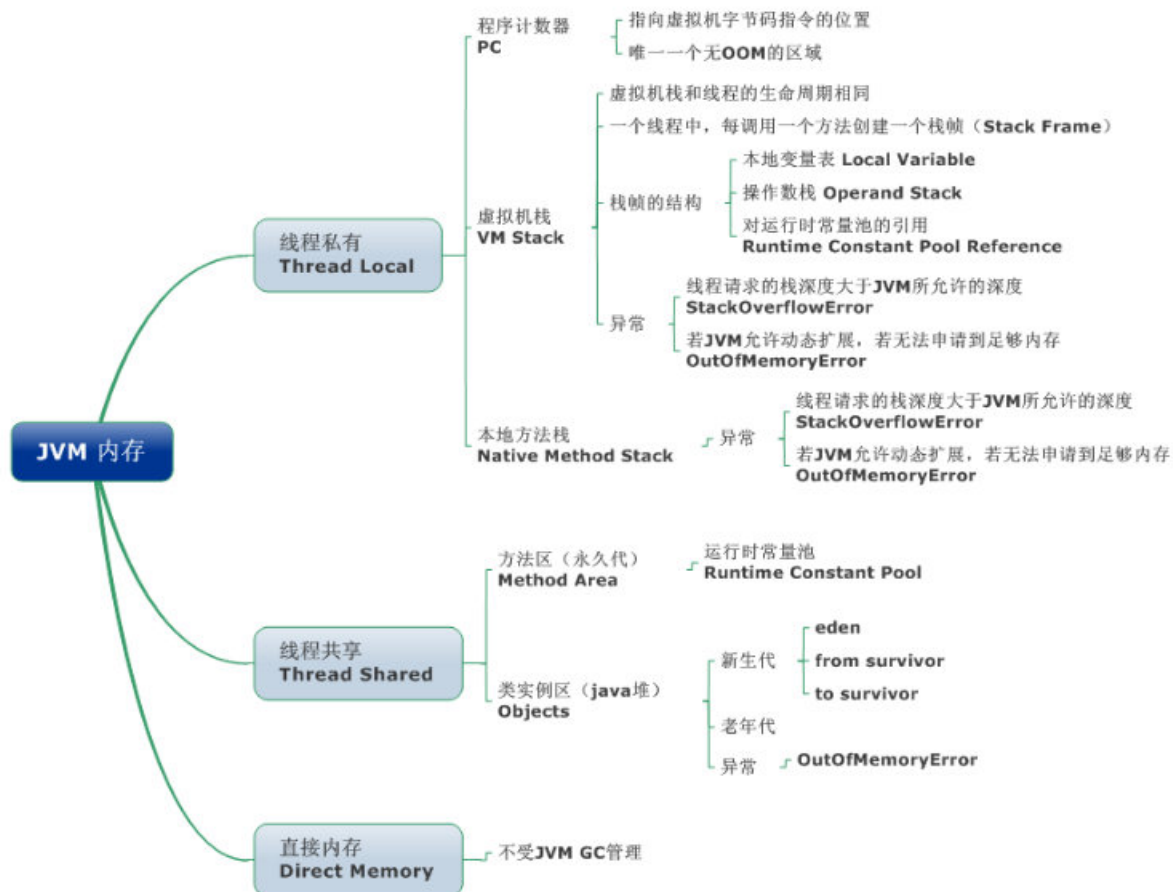 JVM 内存
线程私有
Thread Local
程序计数器
PC
指向虚拟机字节码指令的位置
唯一一个无OOM的区域
虚拟机栈
VM Stack
虚拟机栈和线程的生命周期相同
一个线程中，每调用一个方法创建一个栈帧（Stack Frame）
栈帧的结构
本地变量表 Local Variable
操作数栈 Operand Stack
对运行时常量池的引用
Runtime Constant Pool Reference
异常
线程请求的栈深度大于JVM所允许的深度
StackOverflowError
若JVM允许动态扩展，若无法申请到足够内存
OutOfMemoryError
本地方法栈
Native Method Stack
异常
线程请求的栈深度大于JVM所允许的深度
StackOverflowError
若JVM允许动态扩展，若无法申请到足够内存
OutOfMemoryError
线程共享
Thread Shared
方法区（永久代）
Method Area
运行时常量池
Runtime Constant Pool
类实例区（java堆）
Objects
新生代
eden
from survivor
to survivor
老年代
异常
OutOfMemoryError
直接内存
Direct Memory
不受JVM GC管理